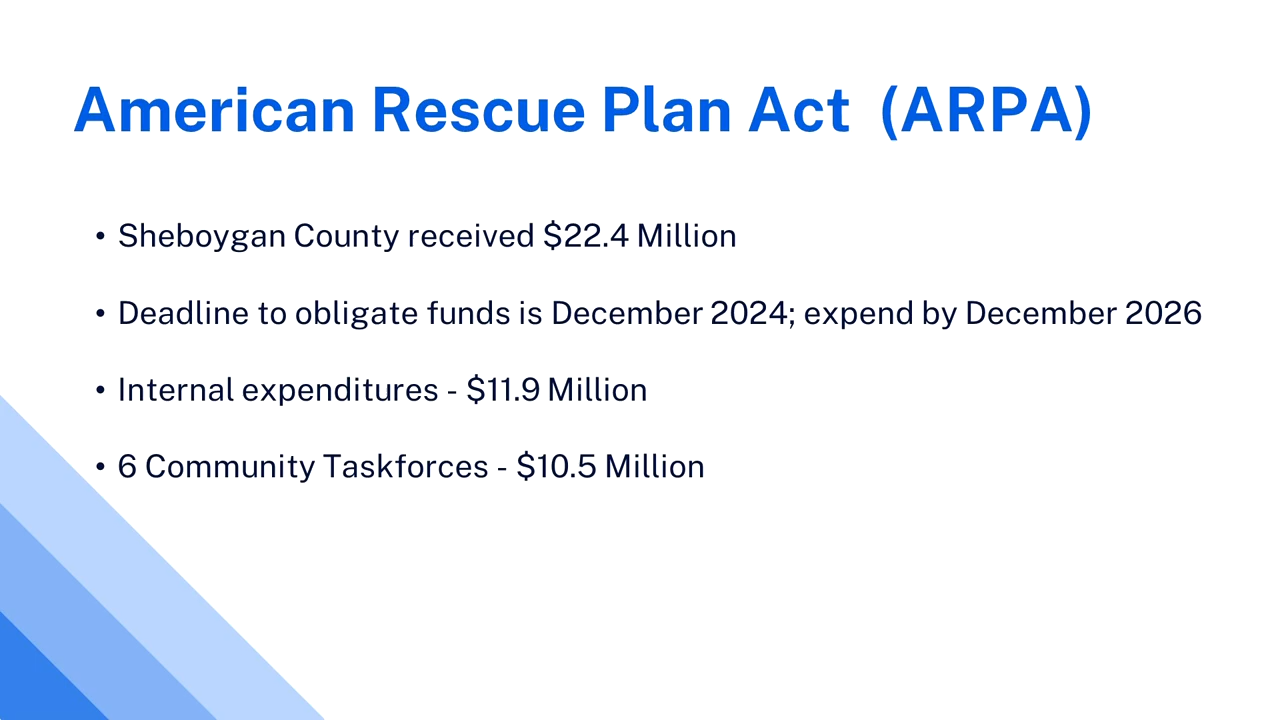 American Rescue Plan Act  (ARPA)
• Sheboygan County received $22.4 Million
• Deadline to obligate funds is December 2024; expend by December 2026
• Internal expenditures - $11.9 Million
• 6 Community Taskforces - $10.5 Million